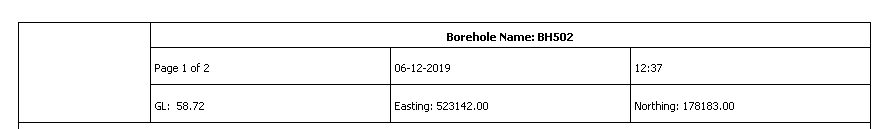 Borehole Name: BH502
Page 1 of 2 06-12-2019 12:37
GL: 58.72 Easting: 523142.00 Northing: 178183.00